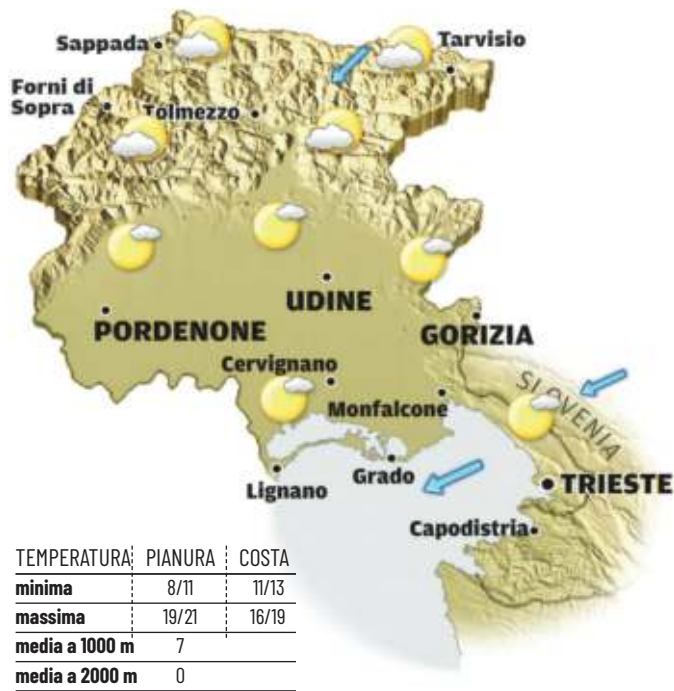 Sappada
Tarvisio
Forni di
Sopra
Tolmezzo
UDINE
PORDENONE
GORIZIA
Cervignano
SLOVENIA
Monfalcone
Grado
Lignano
TRIESTE
Capodistria
TEMPERATURA PIANURA COSTA
minima 8/11 11/13
massima 19/21 16/19
media a 1000 m 7
media a 2000 m 0